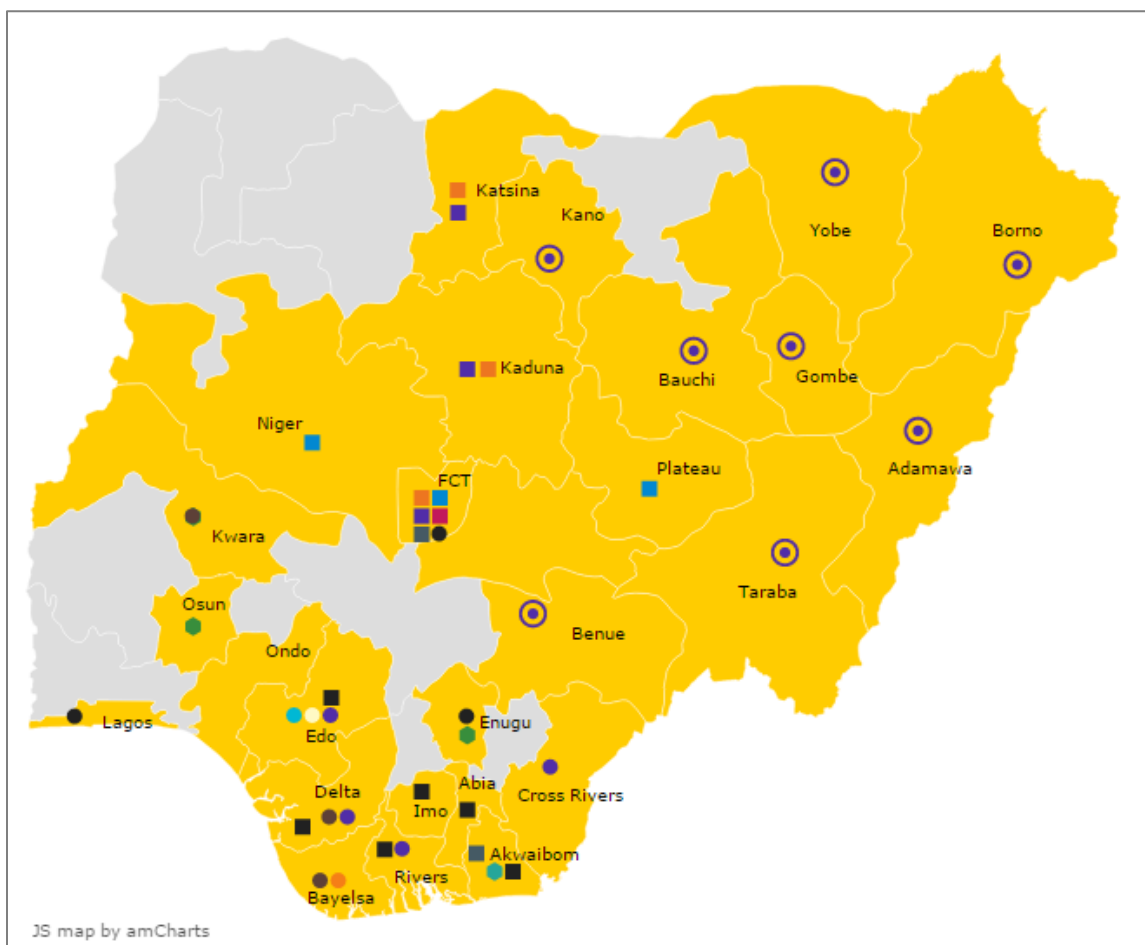 Katsina
Kano
Yobe
Borno
Kaduna
Bauchi
Gombe
Niger
Plateau
Adamawa
FCT
Kwara
Taraba
Osun
Benue
Ondo
Lagos
Edo
Enugu
Abia
Cross Rivers
Delta
Imo
Akwaibom
Rivers
Bayelsa
JS map by amCharts